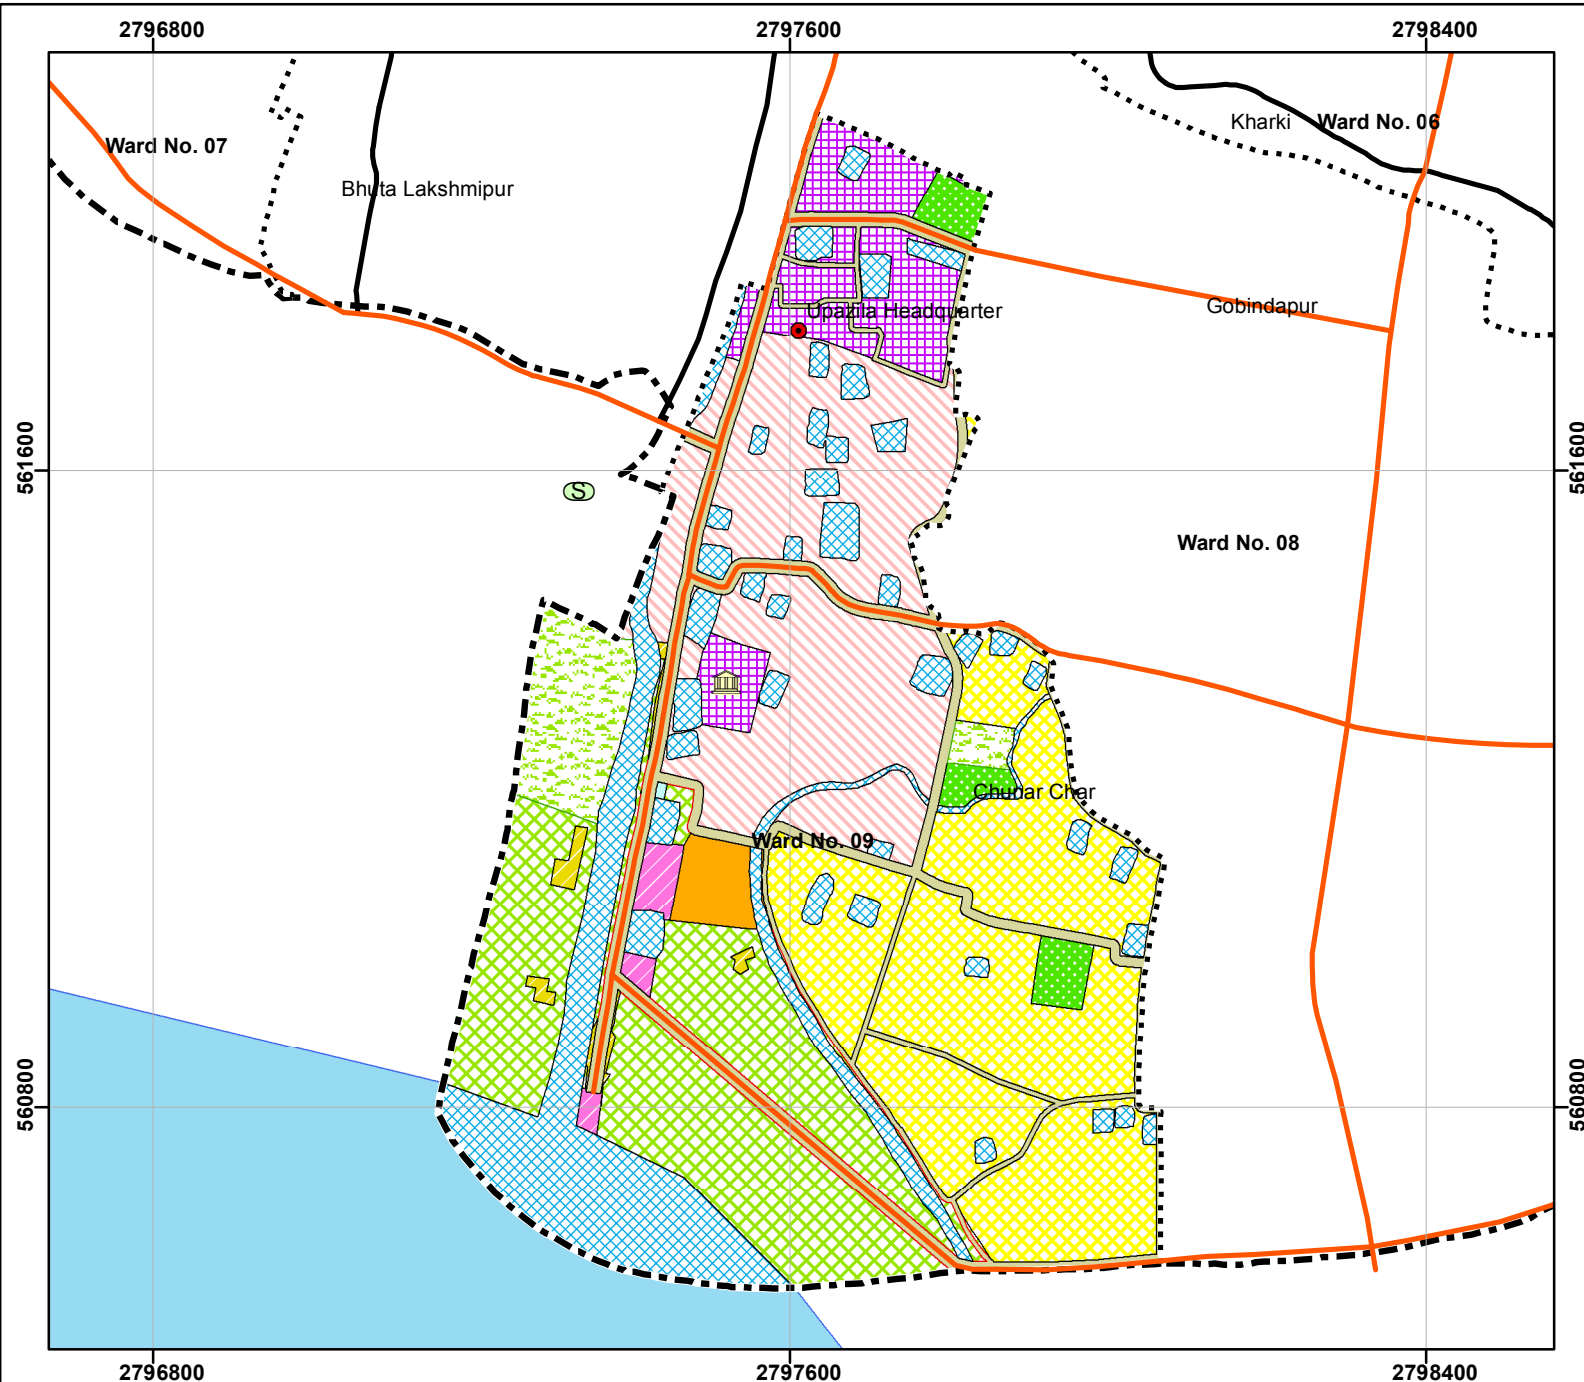 2796800
2797600
2798400
Kharki
Ward No. 06
Ward No. 07
Bhuta Lakshmipur
Upazila Headquarter
Gobindapur
561600
561600
S
Ward No. 08
Chunar Char
Ward No. 09
560800
560800
2796800
2797600
2798400